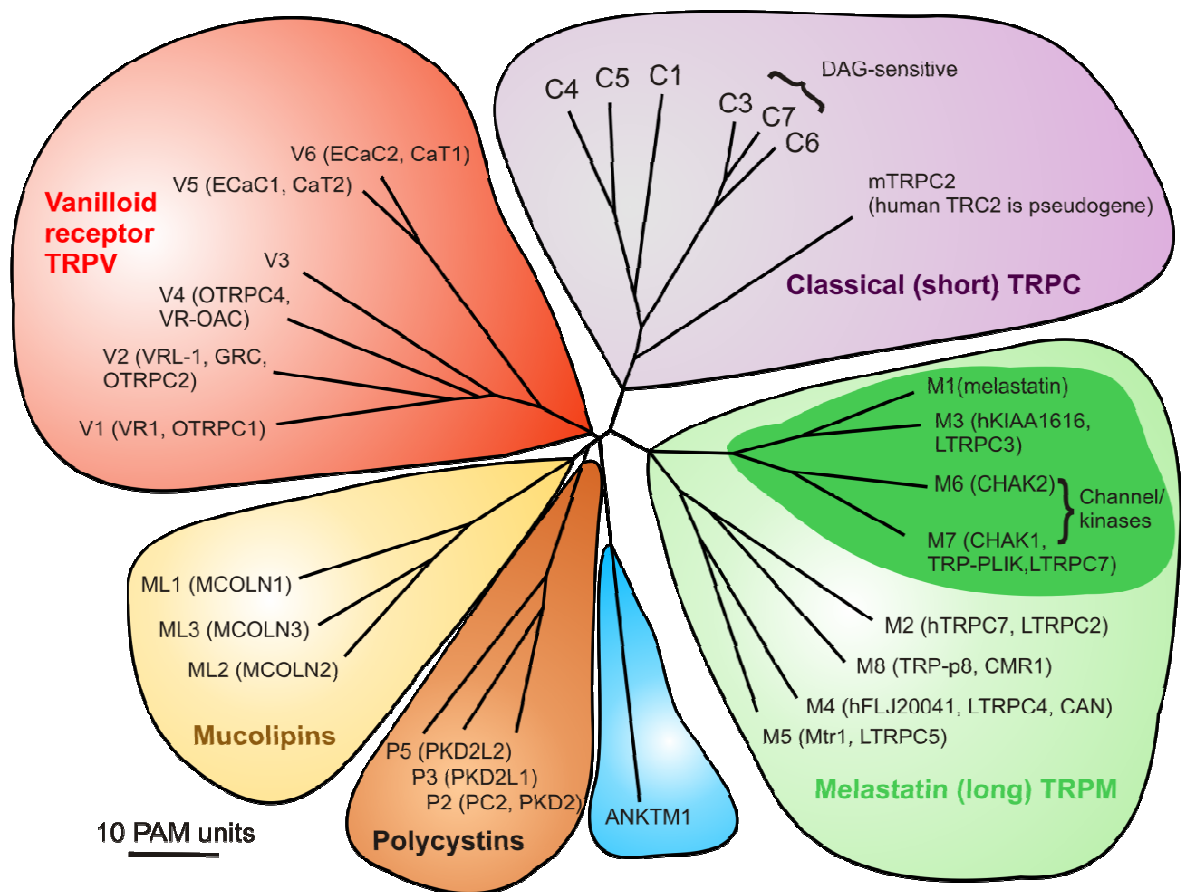 C4
C5
C1
C3
C7
C6
DAG-sensitive
mTRPC2
(human TRC2 is pseudogene)
Classical (short) TRPC
V6 (ECaC2, CaT1)
V5 (ECaC1, CaT2)
Vanilloid
receptor
TRPV
V3
V4 (OTRPC4,
VR-OAC)
V2 (VRL-1, GRC,
OTRPC2)
V1 (VR1, OTRPC1)
M1(melastatin)
M3 (hKIAA1616,
LTRPC3)
M6 (CHAK2)
Channel/
kinases
M7 (CHAK1,
TRP-PLIK,LTRPC7)
M2 (hTRPC7, LTRPC2)
M8 (TRP-p8, CMR1)
M4 (hFLJ20041, LTRPC4, CAN)
M5 (Mtr1, LTRPC5)
Melastatin (long) TRPM
ML1 (MCOLN1)
ML3 (MCOLN3)
ML2 (MCOLN2)
Mucolipins
P5 (PKD2L2)
P3 (PKD2L1)
P2 (PC2, PKD2)
Polycystins
ANKTM1
10 PAM units